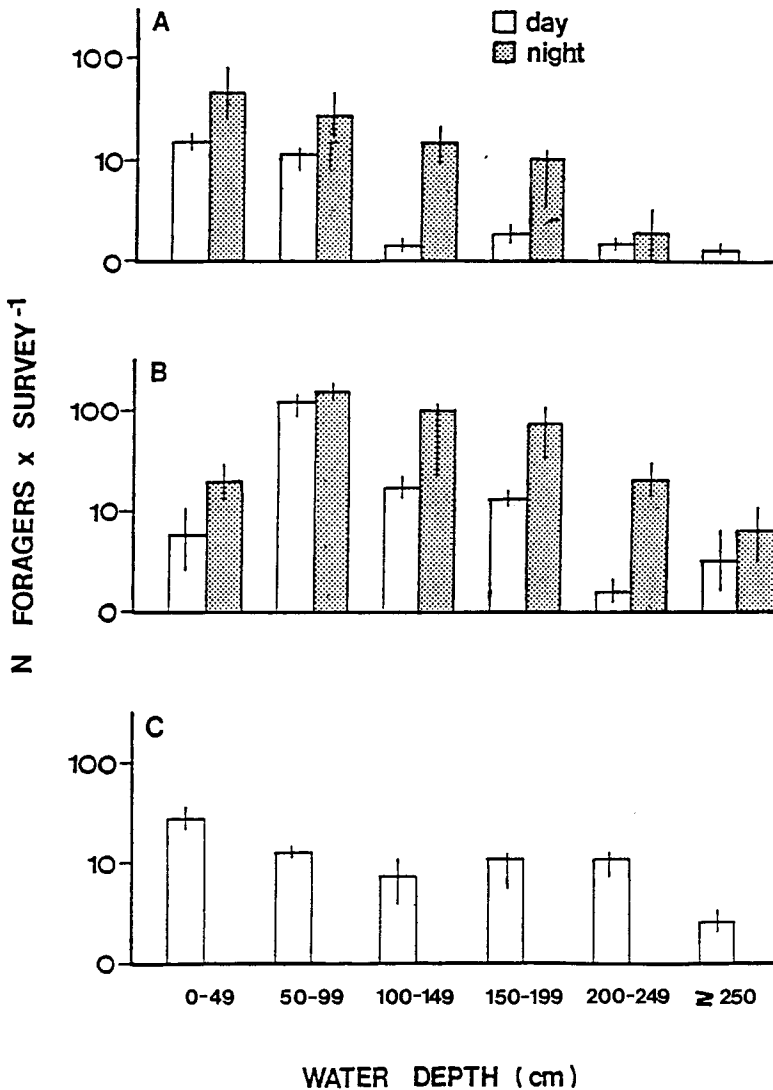 A
day
night
100
10
0
B
100
10
0
C
100
10
0
N FORAGERS x SURVEY⁻¹
0-49 50-99 100-149 150-199 200-249 ≥ 250
WATER DEPTH (cm)